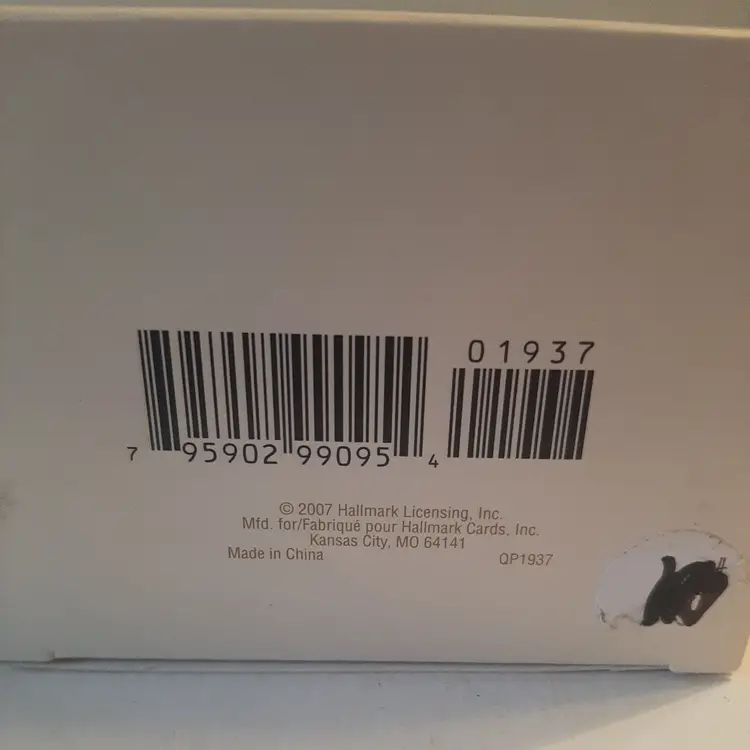 01937
7 95902 99095 4
© 2007 Hallmark Licensing, Inc.
Mfd. for/Fabriqué pour Hallmark Cards, Inc.
Kansas City, MO 64141
Made in China QP1937